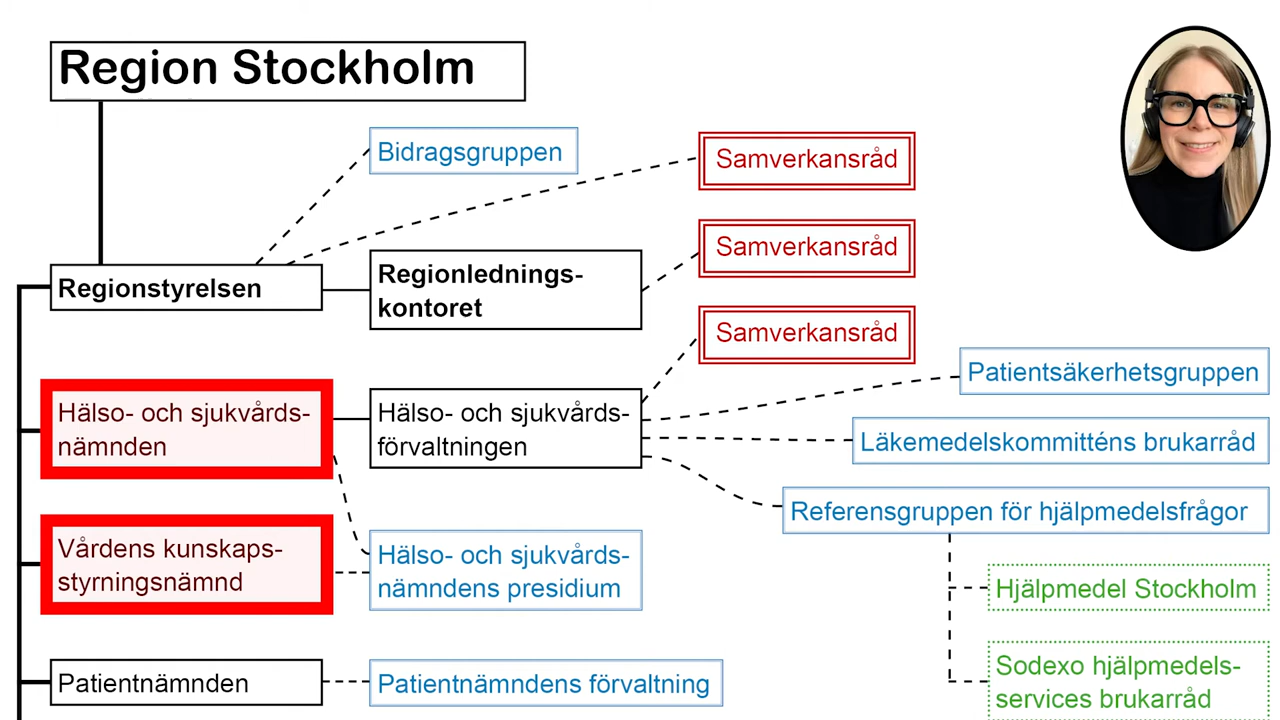 Region Stockholm
Bidragsgruppen
Samverkansråd
Samverkansråd
Regionstyrelsen
Regionlednings-
kontoret
Samverkansråd
Patientsäkerhetsgruppen
Hälso- och sjukvårds-
nämnden
Hälso- och sjukvårds-
förvaltningen
Läkemedelskommitténs brukarråd
Referensgruppen för hjälpmedelsfrågor
Vårdens kunskaps-
styrningsnämnd
Hälso- och sjukvårds-
nämndens presidium
Hjälpmedel Stockholm
Patientnämnden
Patientnämndens förvaltning
Sodexo hjälpmedels-
services brukarråd